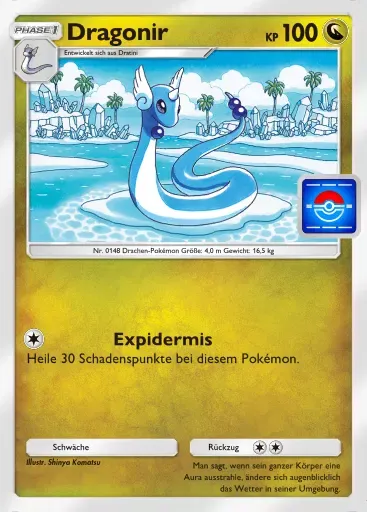 PHASE 1
Dragonir
KP 100
Entwickelt sich aus Dratini
Nr. 0148 Drachen-Pokémon Größe: 4,0 m Gewicht: 16,5 kg
Expidermis
Heile 30 Schadenspunkte bei diesem Pokémon.
Schwäche
Rückzug
Illustr. Shinya Komatsu
Man sagt, wenn sein ganzer Körper eine
Aura ausstrahle, ändere sich augenblicklich
das Wetter in seiner Umgebung.